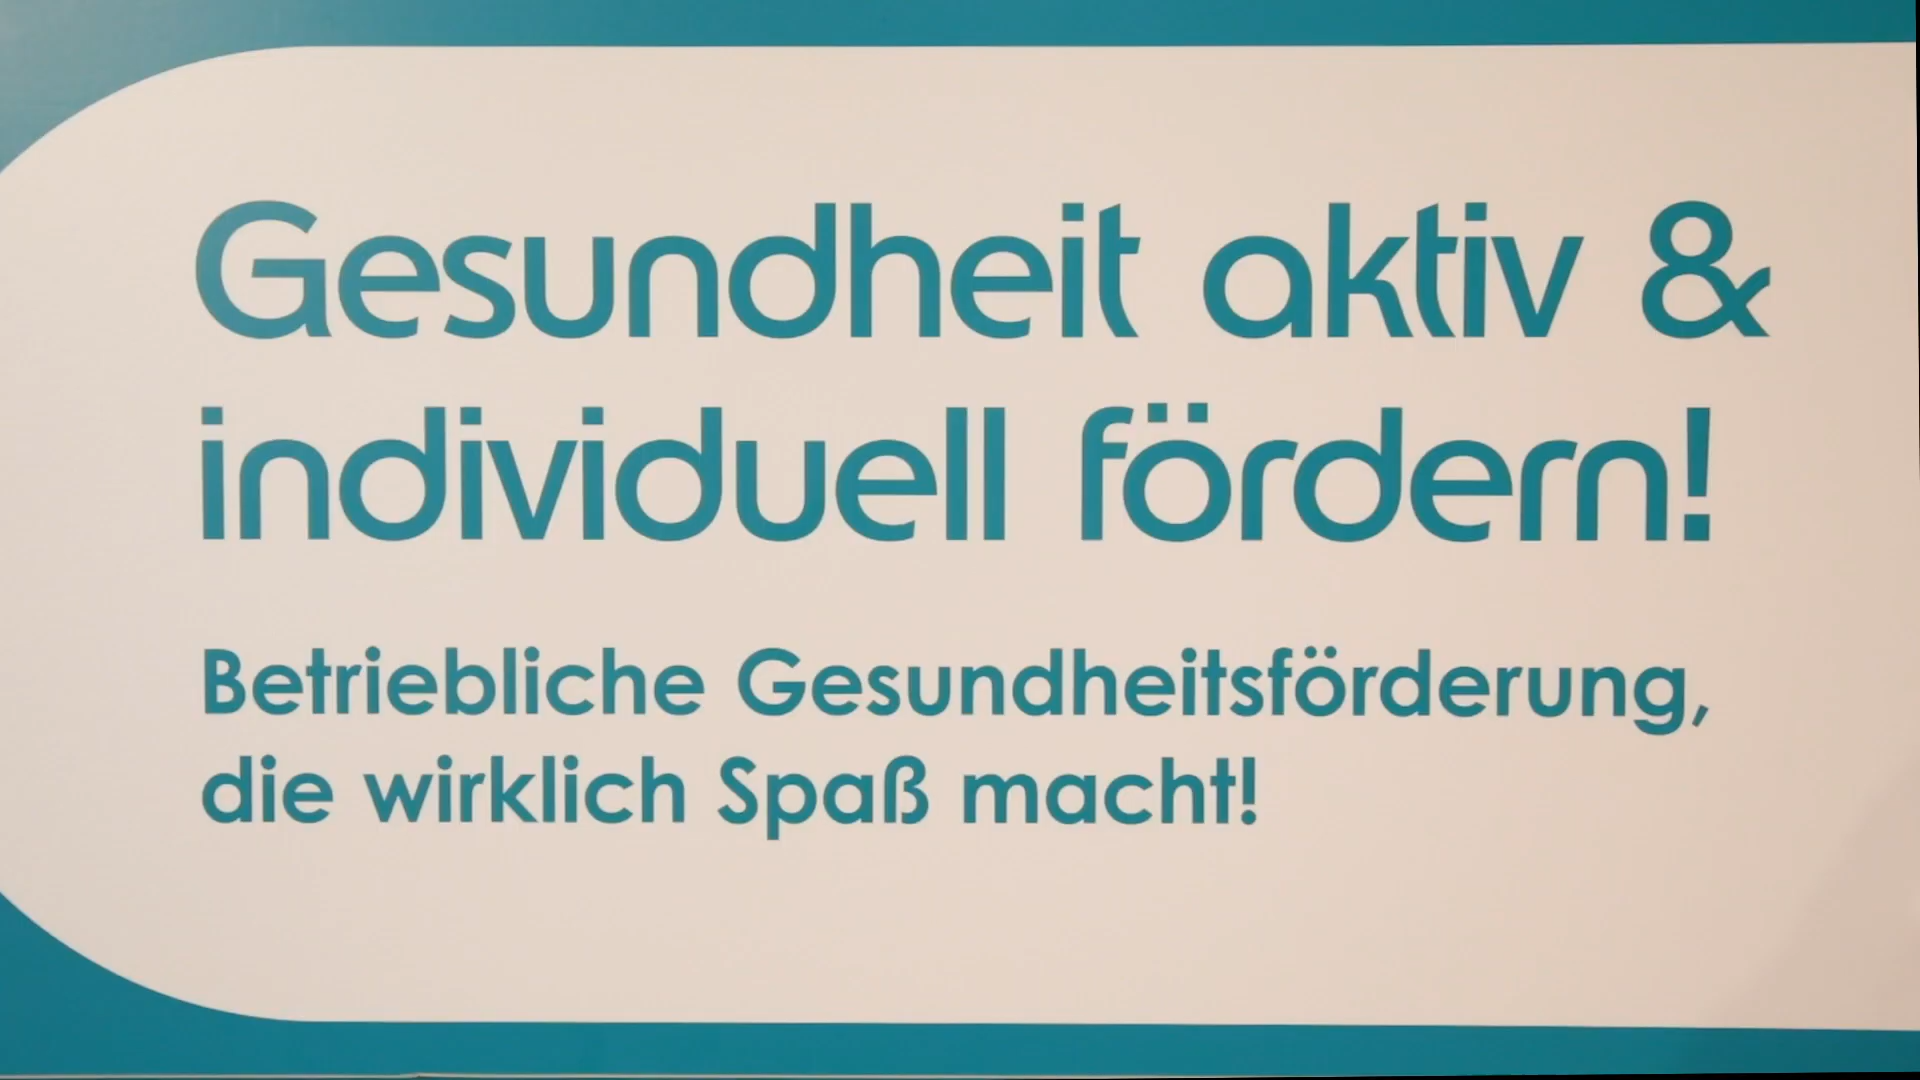 Gesundheit aktiv &
individuell fördern!
Betriebliche Gesundheitsförderung,
die wirklich Spaß macht!